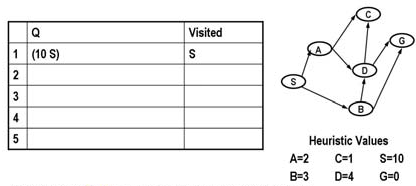 Q Visited
1 (10 S) S
2
3
4
5
C
G
A
D
S
B
Heuristic Values
A=2 C=1 S=10
B=3 D=4 G=0